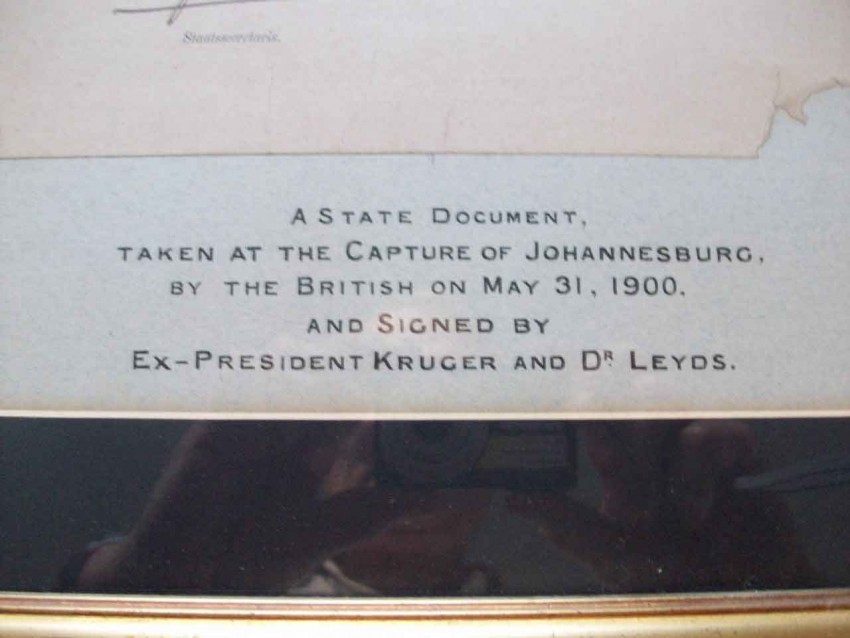 Staatssecretaris.
A STATE DOCUMENT,
TAKEN AT THE CAPTURE OF JOHANNESBURG,
BY THE BRITISH ON MAY 31, 1900.
AND SIGNED BY
EX-PRESIDENT KRUGER AND DR. LEYDS.